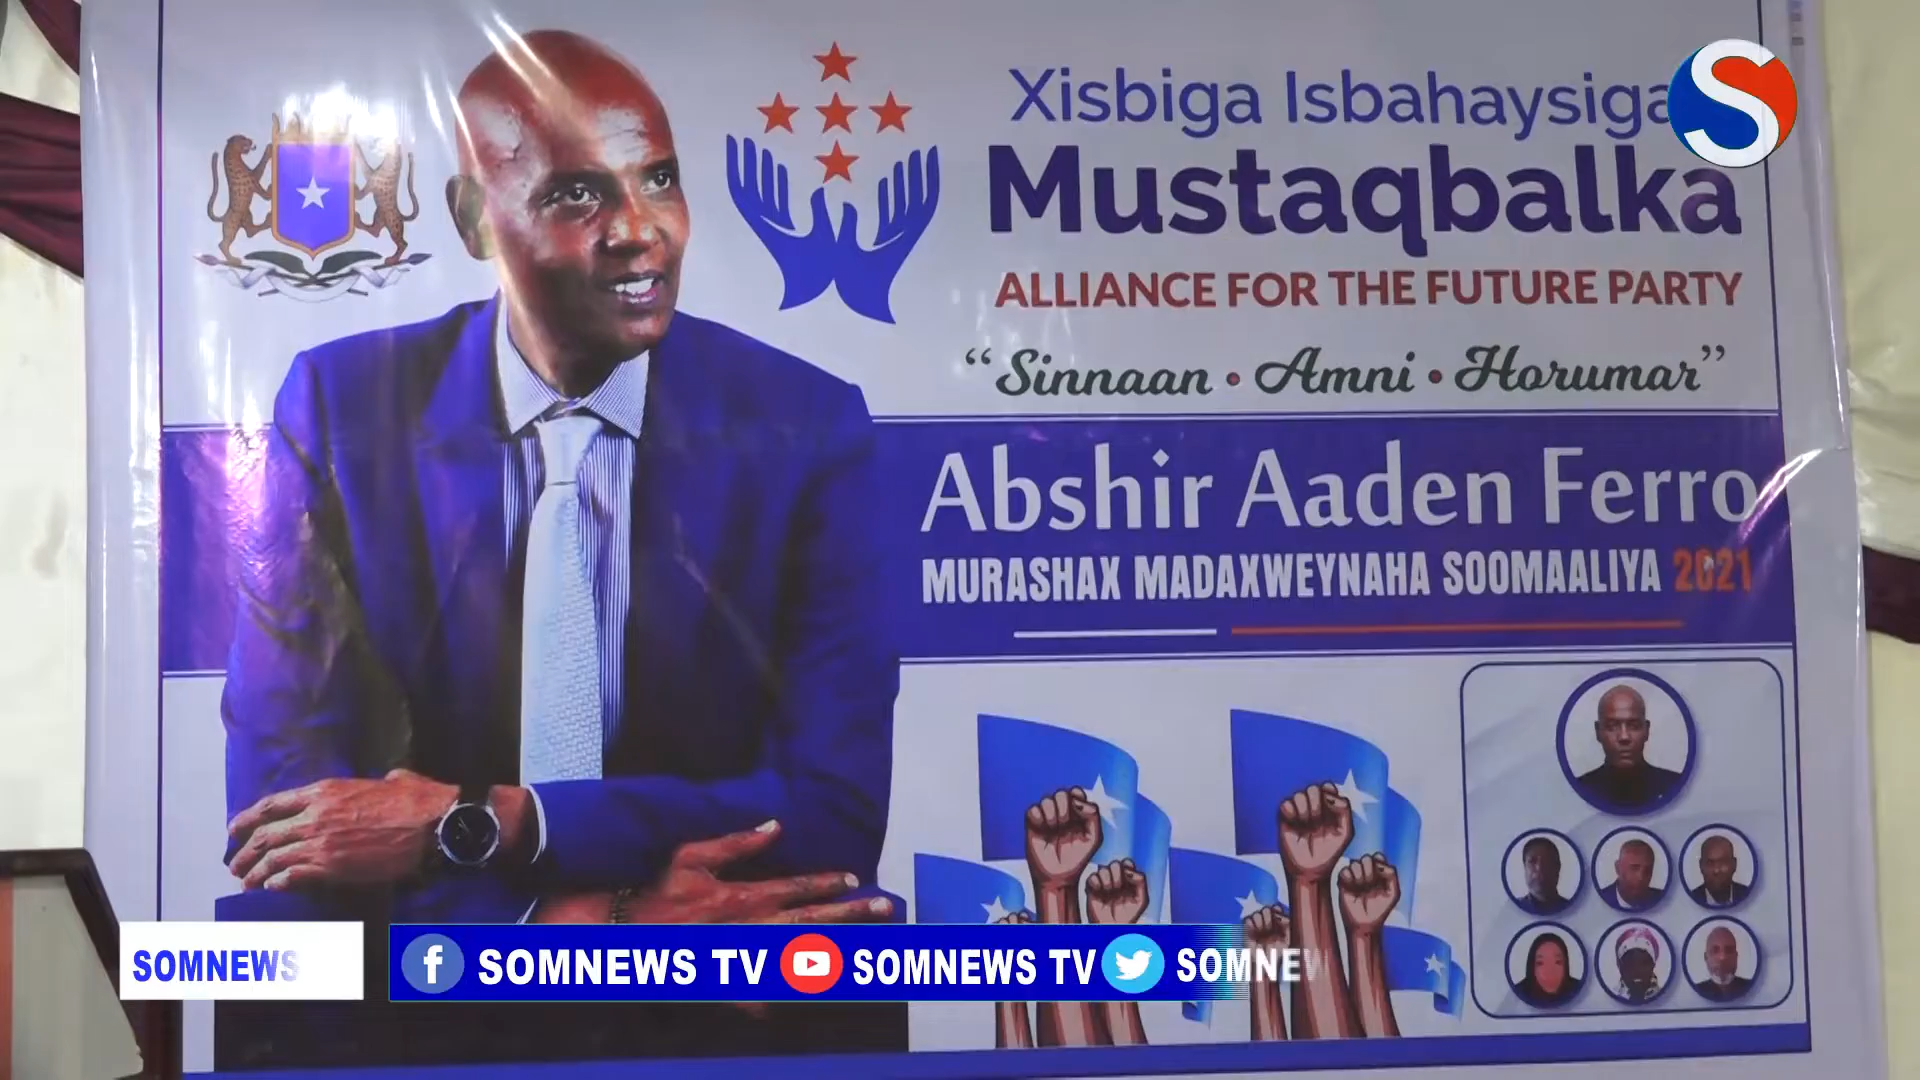 Xisbiga Isbahaysiga
Mustaqbalka
ALLIANCE FOR THE FUTURE PARTY
“Sinnaan • Amni • Horumar”
Abshir Aaden Ferro
MURASHAX MADAXWEYNAHA SOOMAALIYA 2021
S
SOMNEWS
f SOMNEWS TV SOMNEWS TV SOMNEW